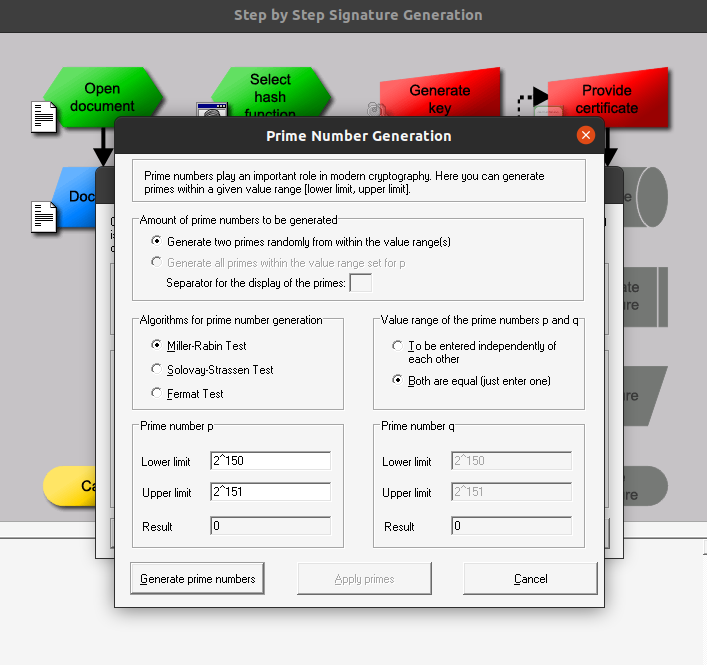 Step by Step Signature Generation
Open
document
Select
hash
function
Generate
key
Provide
certificate
Prime Number Generation
Prime numbers play an important role in modern cryptography. Here you can generate
primes within a given value range [lower limit, upper limit].
Amount of prime numbers to be generated
Generate two primes randomly from within the value range(s)
Generate all primes within the value range set for p
Separator for the display of the primes:
Algorithms for prime number generation
Miller-Rabin Test
Solovay-Strassen Test
Fermat Test
Value range of the prime numbers p and q
To be entered independently of
each other
Both are equal (just enter one)
Prime number p
Lower limit 2^150
Upper limit 2^151
Result 0
Prime number q
Lower limit 2^150
Upper limit 2^151
Result 0
Generate prime numbers
Apply primes
Cancel
Doc
Ca